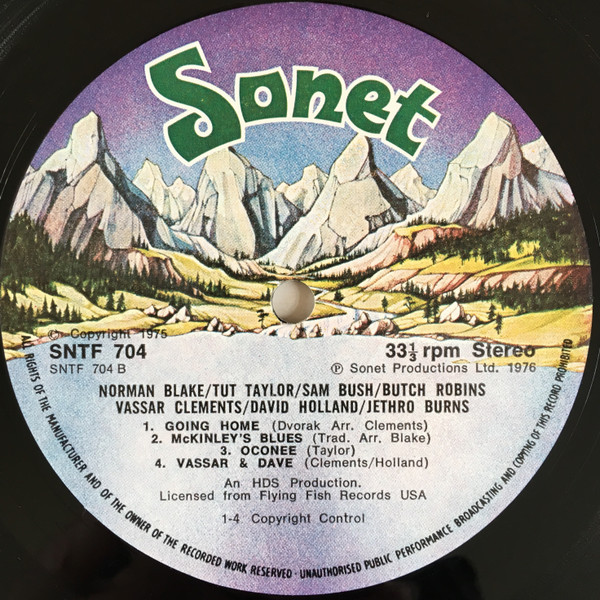 Sonet
© Copyright 1975
SNTF 704
SNTF 704 B
33⅓ rpm Stereo
℗ Sonet Productions Ltd. 1976
NORMAN BLAKE/TUT TAYLOR/SAM BUSH/BUTCH ROBINS
VASSAR CLEMENTS/DAVID HOLLAND/JETHRO BURNS
1. GOING HOME (Dvorak Arr. Clements)
2. McKINLEY'S BLUES (Trad. Arr. Blake)
3. OCONEE (Taylor)
4. VASSAR & DAVE (Clements/Holland)
An HDS Production.
Licensed from Flying Fish Records USA
1-4 Copyright Control
ALL RIGHTS OF THE MANUFACTURER AND OF THE OWNER OF THE RECORDED WORK RESERVED · UNAUTHORISED PUBLIC PERFORMANCE BROADCASTING AND COPYING OF THIS RECORD PROHIBITED